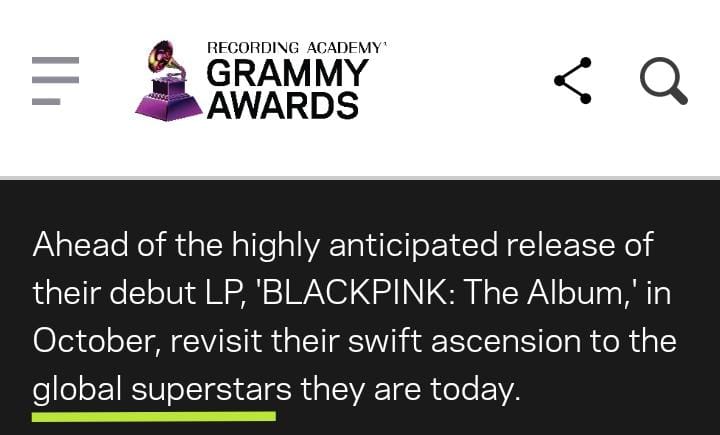 RECORDING ACADEMY'
GRAMMY
AWARDS
Ahead of the highly anticipated release of
their debut LP, 'BLACKPINK: The Album,' in
October, revisit their swift ascension to the
global superstars they are today.